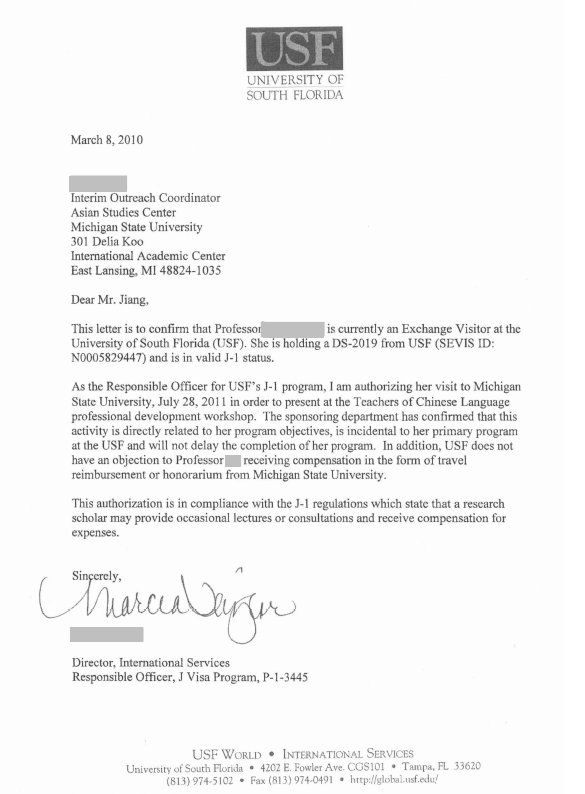 USF
UNIVERSITY OF
SOUTH FLORIDA
March 8, 2010
Interim Outreach Coordinator
Asian Studies Center
Michigan State University
301 Delia Koo
International Academic Center
East Lansing, MI 48824-1035
Dear Mr. Jiang,
This letter is to confirm that Professor is currently an Exchange Visitor at the
University of South Florida (USF). She is holding a DS-2019 from USF (SEVIS ID:
N0005829447) and is in valid J-1 status.
As the Responsible Officer for USF's J-1 program, I am authorizing her visit to Michigan
State University, July 28, 2011 in order to present at the Teachers of Chinese Language
professional development workshop. The sponsoring department has confirmed that this
activity is directly related to her program objectives, is incidental to her primary program
at the USF and will not delay the completion of her program. In addition, USF does not
have an objection to Professor receiving compensation in the form of travel
reimbursement or honorarium from Michigan State University.
This authorization is in compliance with the J-1 regulations which state that a research
scholar may provide occasional lectures or consultations and receive compensation for
expenses.
Sincerely,
Marcia
Director, International Services
Responsible Officer, J Visa Program, P-1-3445
USF WORLD • INTERNATIONAL SERVICES
University of South Florida • 4202 E. Fowler Ave. CGS101 • Tampa, FL 33620
(813) 974-5102 • Fax (813) 974-0491 • http://global.usf.edu/